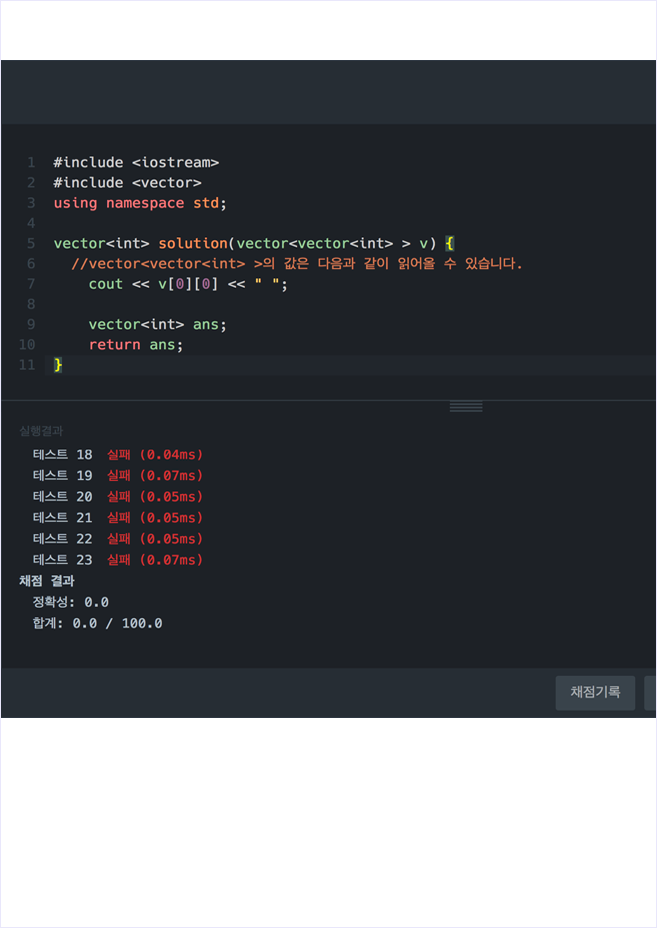 1 #include <iostream>
2 #include <vector>
3 using namespace std;
4
5 vector<int> solution(vector<vector<int> > v) {
6 //vector<vector<int> >의 값은 다음과 같이 읽어올 수 있습니다.
7 cout << v[0][0] << " ";
8
9 vector<int> ans;
10 return ans;
11 }
실행결과
테스트 18 실패 (0.04ms)
테스트 19 실패 (0.07ms)
테스트 20 실패 (0.05ms)
테스트 21 실패 (0.05ms)
테스트 22 실패 (0.05ms)
테스트 23 실패 (0.07ms)
채점 결과
정확성: 0.0
합계: 0.0 / 100.0
채점기록